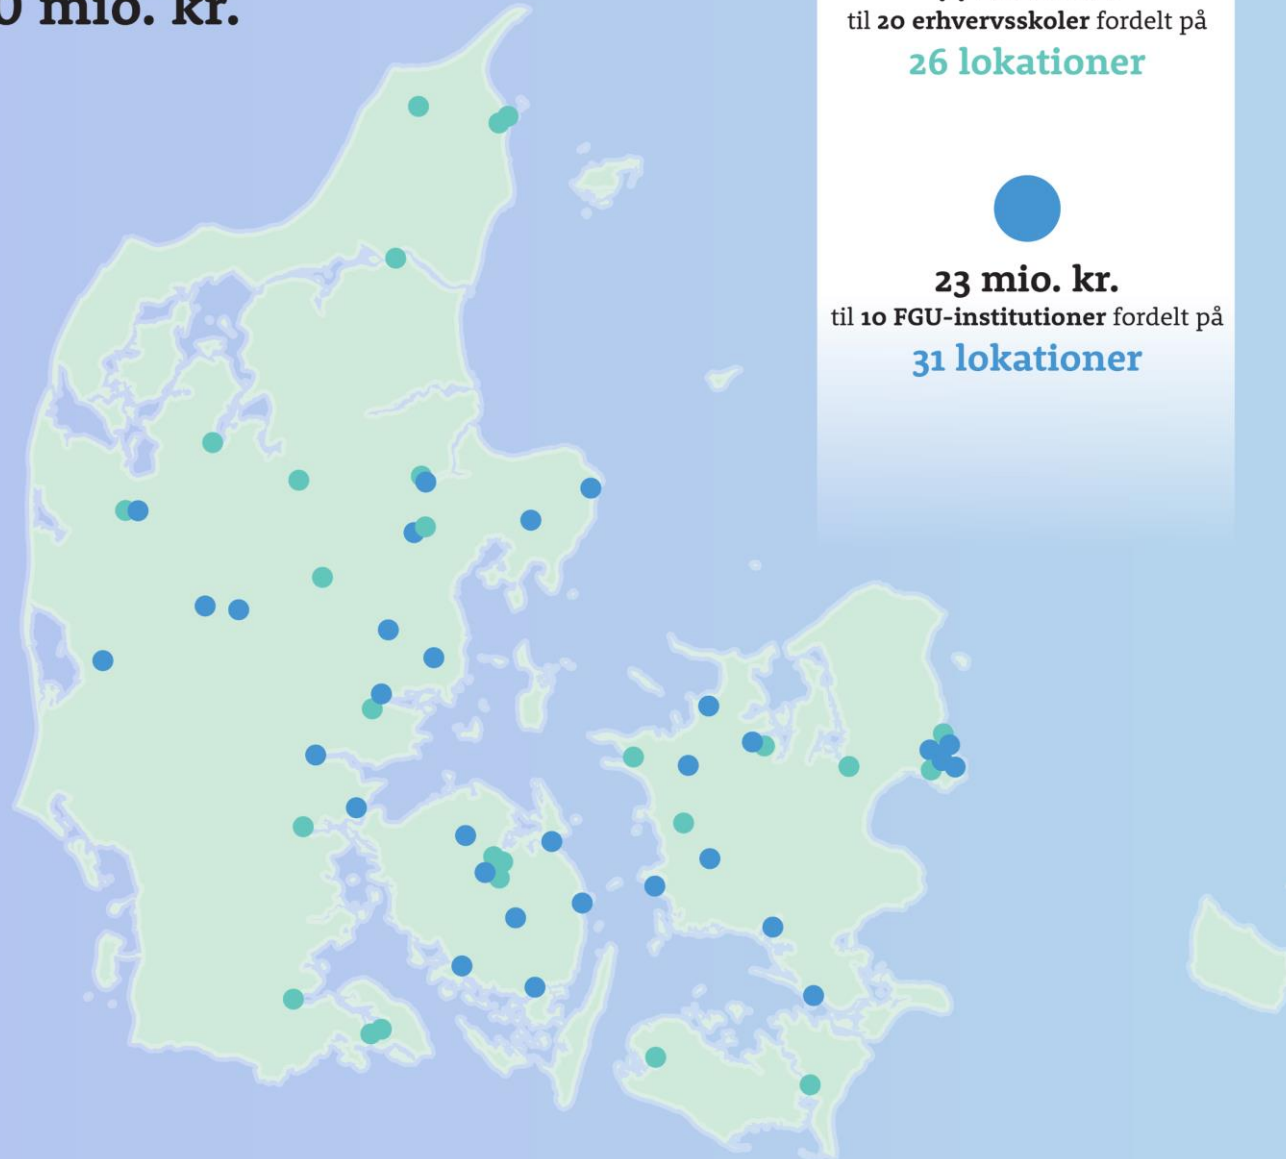 0 mio. kr.
til 20 erhvervsskoler fordelt på
26 lokationer
23 mio. kr.
til 10 FGU-institutioner fordelt på
31 lokationer